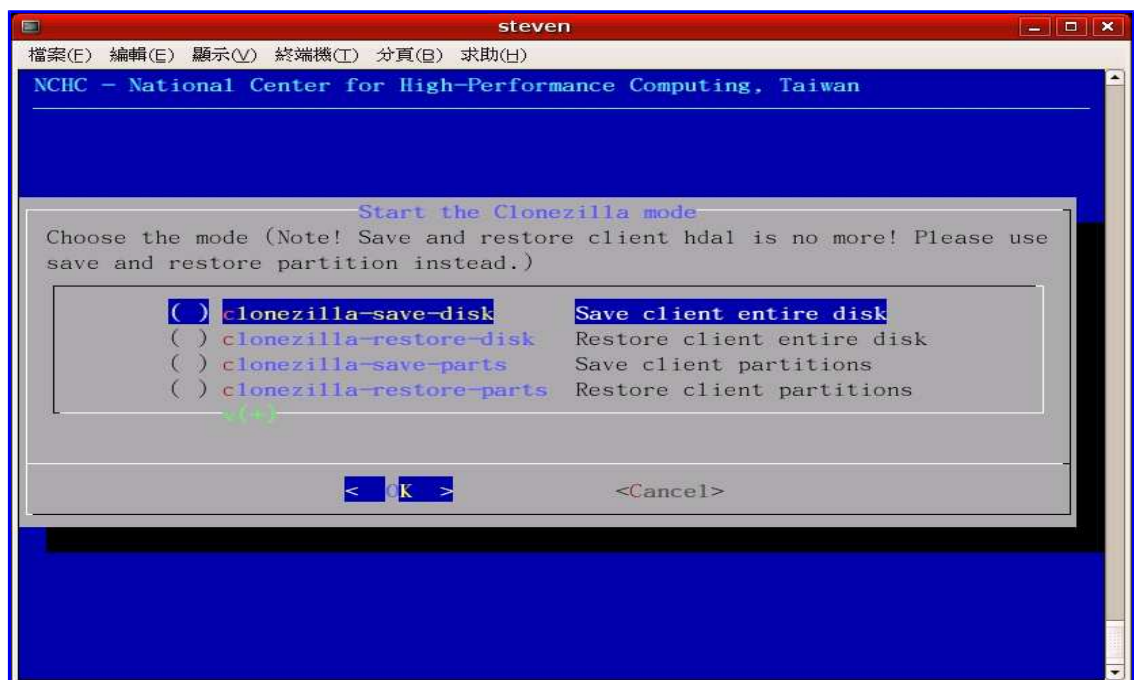 steven
檔案(F) 編輯(E) 顯示(V) 終端機(T) 分頁(B) 求助(H)
NCHC - National Center for High-Performance Computing, Taiwan
Start the Clonezilla mode
Choose the mode (Note! Save and restore client hda1 is no more! Please use
save and restore partition instead.)
( ) clonezilla-save-disk Save client entire disk
( ) clonezilla-restore-disk Restore client entire disk
( ) clonezilla-save-parts Save client partitions
( ) clonezilla-restore-parts Restore client partitions
v(+)
< OK > <Cancel>